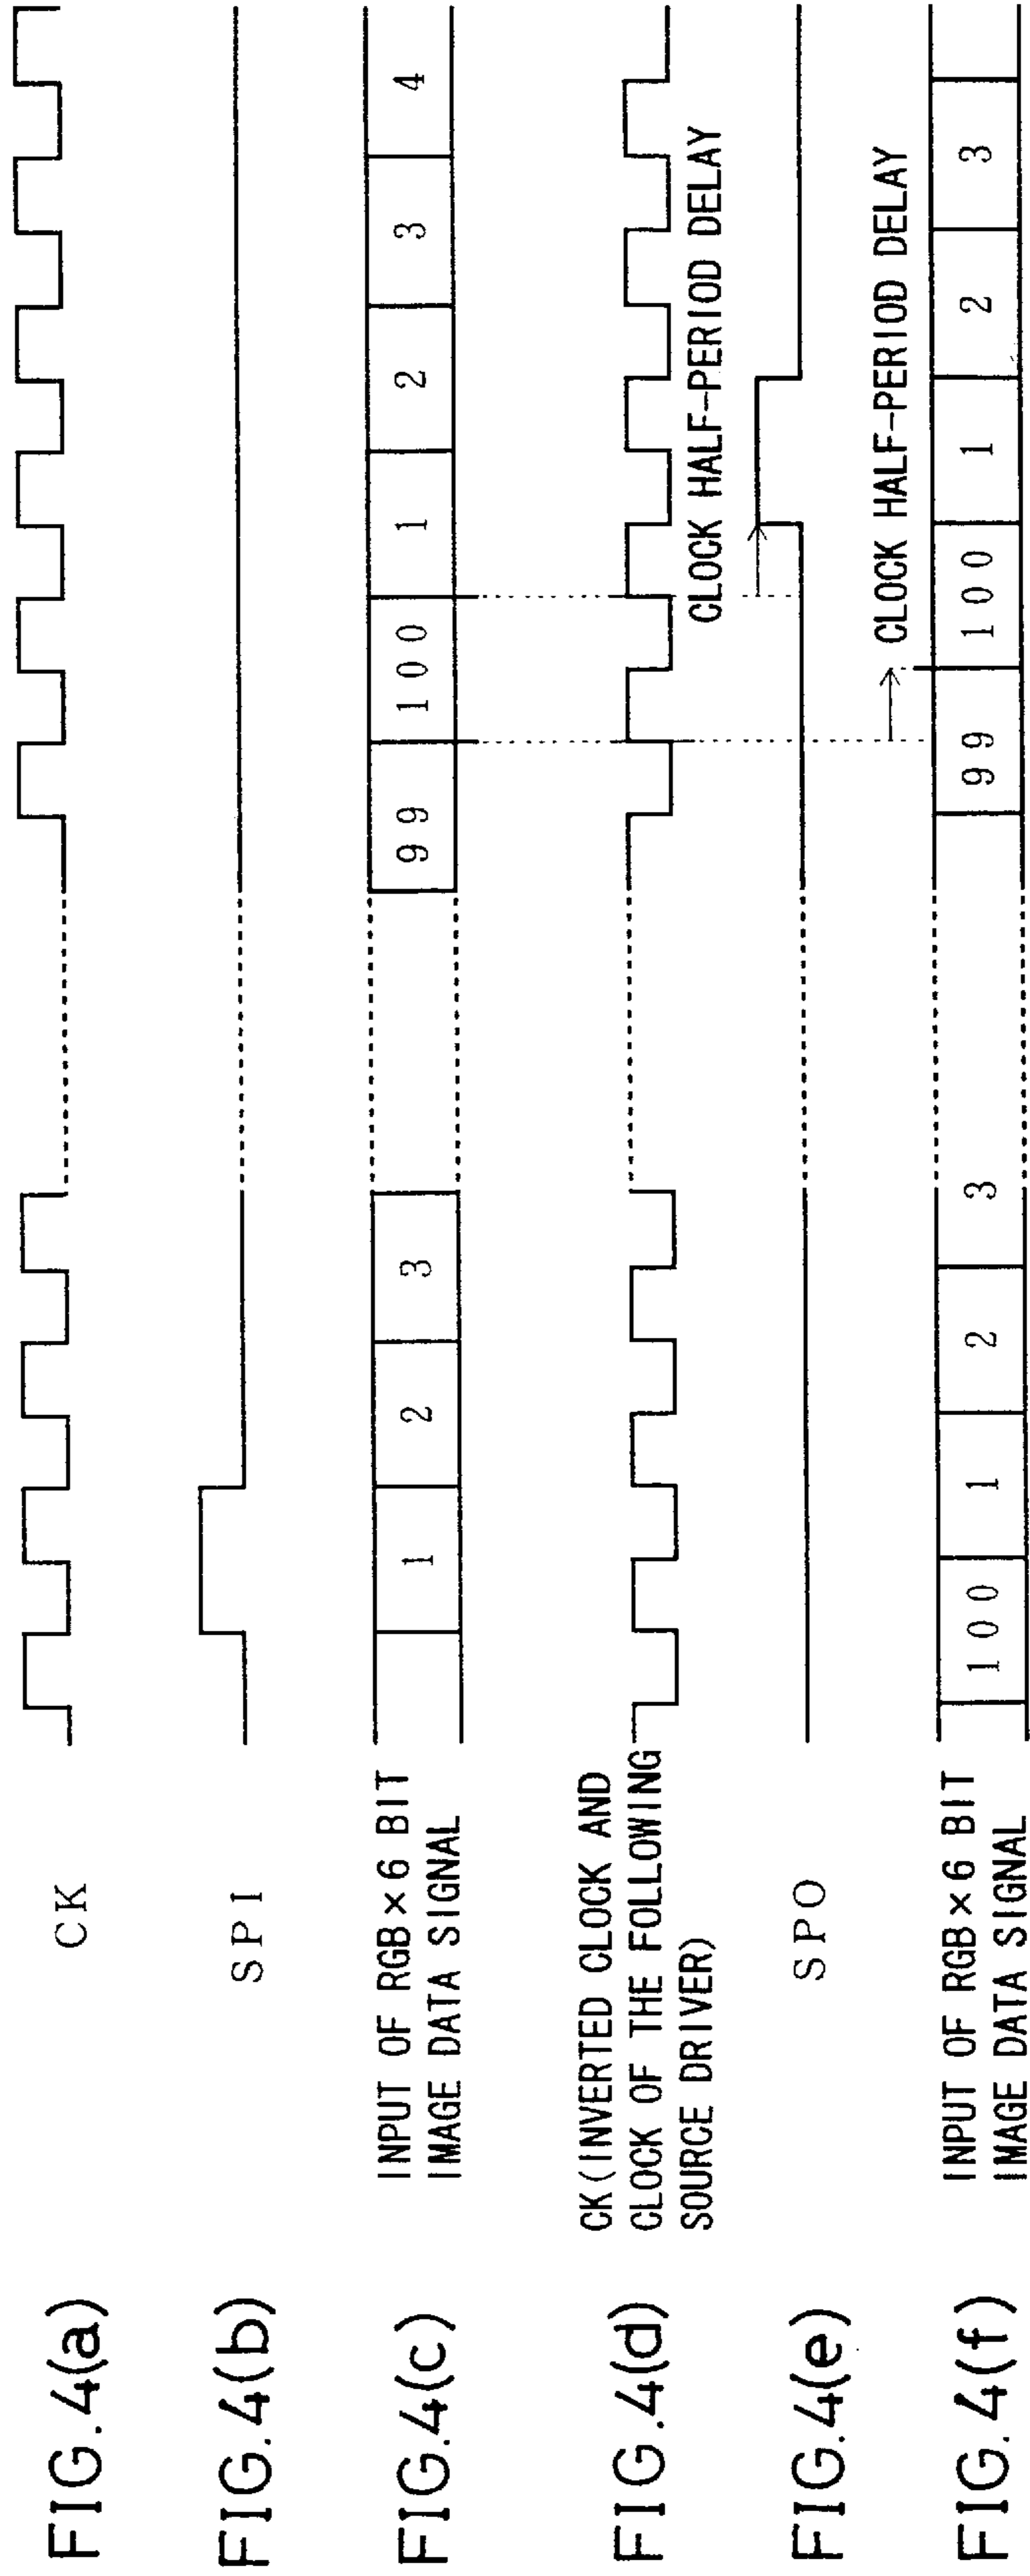 FIG.4(a)
CK
FIG.4(b)
SPI
FIG.4(c)
INPUT OF RGB×6 BIT
IMAGE DATA SIGNAL
1 2 3 99 100 1 2 3 4
FIG.4(d)
CK(INVERTED CLOCK AND
CLOCK OF THE FOLLOWING
SOURCE DRIVER)
CLOCK HALF-PERIOD DELAY
FIG.4(e)
SPO
CLOCK HALF-PERIOD DELAY
FIG.4(f)
INPUT OF RGB×6 BIT
IMAGE DATA SIGNAL
100 1 2 3 99 100 1 2 3